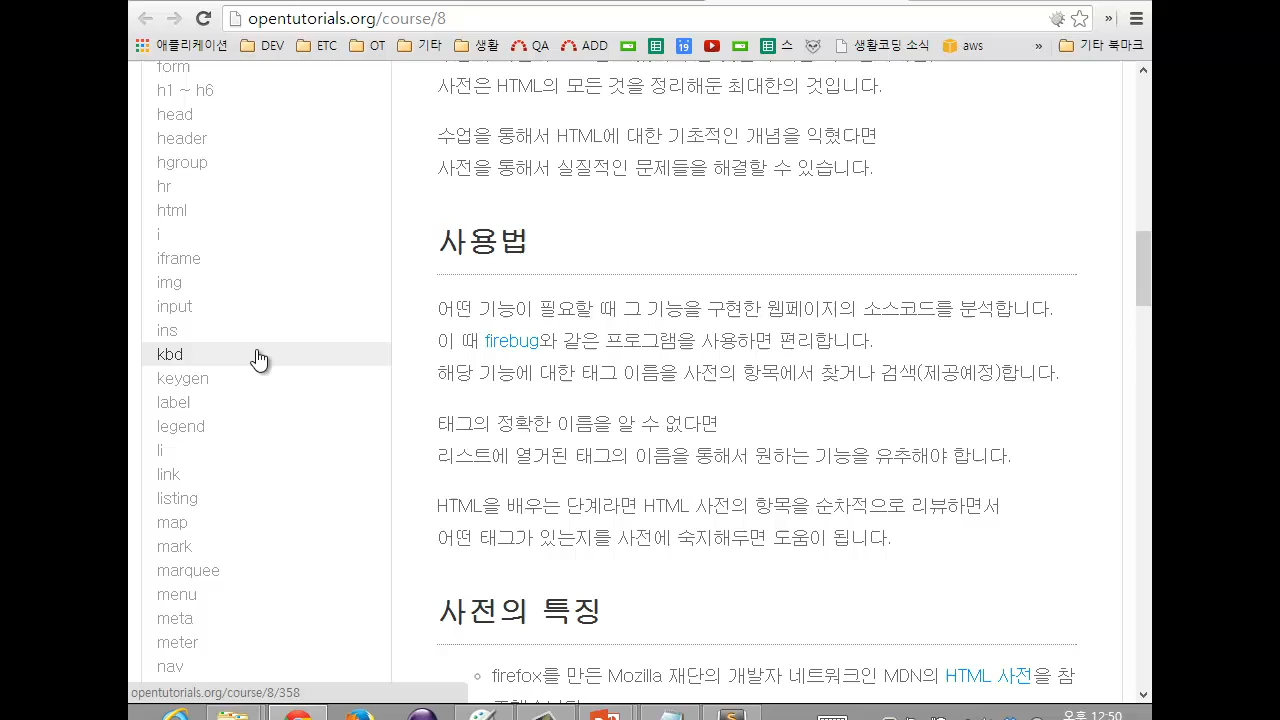 opentutorials.org/course/8
애플리케이션 DEV ETC OT 기타 생활 QA ADD 19 스 생활코딩 소식 aws » 기타 북마크
form
h1 ~ h6
head
header
hgroup
hr
html
i
iframe
img
input
ins
kbd
keygen
label
legend
li
link
listing
map
mark
marquee
menu
meta
meter
nav
opentutorials.org/course/8/358
사전은 HTML의 모든 것을 정리해둔 최대한의 것입니다.
수업을 통해서 HTML에 대한 기초적인 개념을 익혔다면
사전을 통해서 실질적인 문제들을 해결할 수 있습니다.
사용법
어떤 기능이 필요할 때 그 기능을 구현한 웹페이지의 소스코드를 분석합니다.
이 때 firebug와 같은 프로그램을 사용하면 편리합니다.
해당 기능에 대한 태그 이름을 사전의 항목에서 찾거나 검색(제공예정)합니다.
태그의 정확한 이름을 알 수 없다면
리스트에 열거된 태그의 이름을 통해서 원하는 기능을 유추해야 합니다.
HTML을 배우는 단계라면 HTML 사전의 항목을 순차적으로 리뷰하면서
어떤 태그가 있는지를 사전에 숙지해두면 도움이 됩니다.
사전의 특징
firefox를 만든 Mozilla 재단의 개발자 네트워크인 MDN의 HTML 사전을 참
오후 12:50